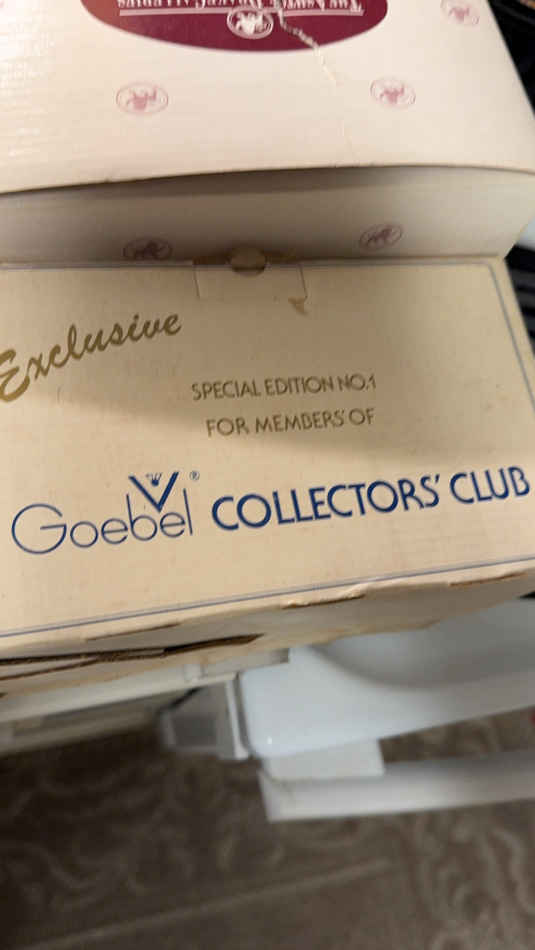 Exclusive
SPECIAL EDITION NO.1
FOR MEMBERS' OF
Goebel® COLLECTORS' CLUB